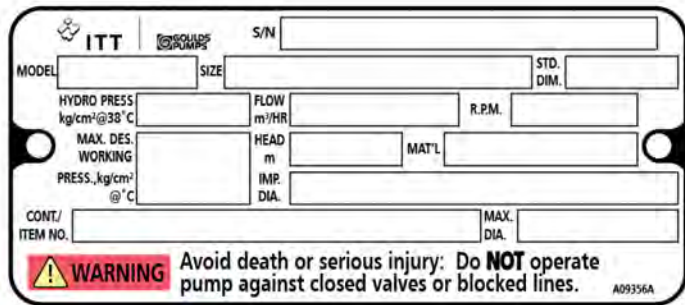 ITT GOULDS PUMPS S/N
MODEL SIZE STD. DIM.
HYDRO PRESS kg/cm²@38˚C FLOW m³/HR R.P.M.
MAX. DES. WORKING PRESS.,kg/cm² @˚C HEAD m MAT'L
IMP. DIA.
CONT./ ITEM NO. MAX. DIA.
WARNING Avoid death or serious injury: Do NOT operate
pump against closed valves or blocked lines. A09356A